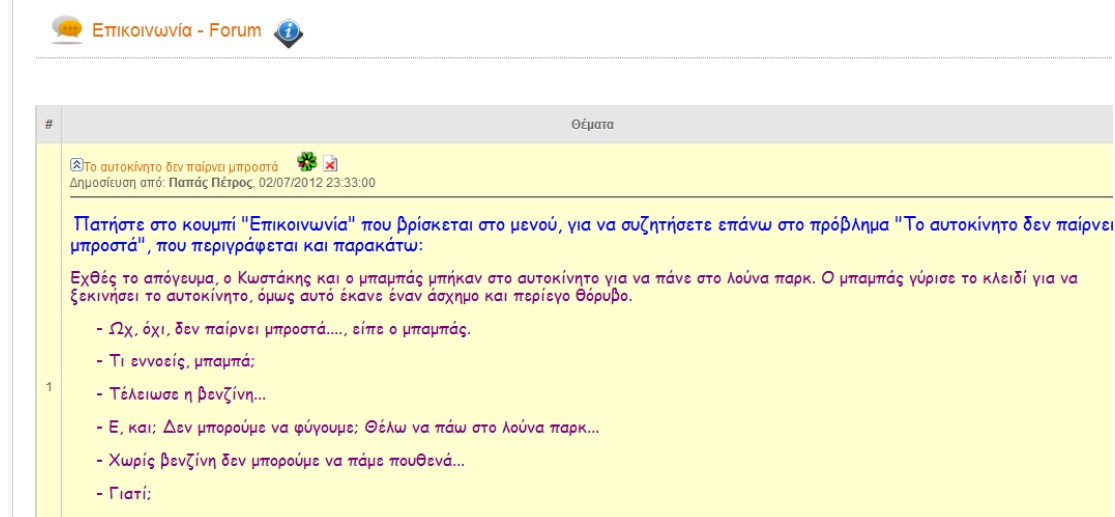 Επικοινωνία - Forum
# Θέματα
Το αυτοκίνητο δεν παίρνει μπροστά
Δημοσίευση από: Παπάς Πέτρος, 02/07/2012 23:33:00
Πατήστε στο κουμπί "Επικοινωνία" που βρίσκεται στο μενού, για να συζητήσετε επάνω στο πρόβλημα "Το αυτοκίνητο δεν παίρνει
μπροστά", που περιγράφεται και παρακάτω:
Εχθές το απόγευμα, ο Κωστάκης και ο μπαμπάς μπήκαν στο αυτοκίνητο για να πάνε στο λούνα παρκ. Ο μπαμπάς γύρισε το κλειδί για να
ξεκινήσει το αυτοκίνητο, όμως αυτό έκανε έναν άσχημο και περίεγο θόρυβο.
- Ωχ, όχι, δεν παίρνει μπροστά...., είπε ο μπαμπάς.
- Τι εννοείς, μπαμπά;
1
- Τέλειωσε η βενζίνη...
- Ε, και; Δεν μπορούμε να φύγουμε; Θέλω να πάω στο λούνα παρκ...
- Χωρίς βενζίνη δεν μπορούμε να πάμε πουθενά...
- Γιατί;